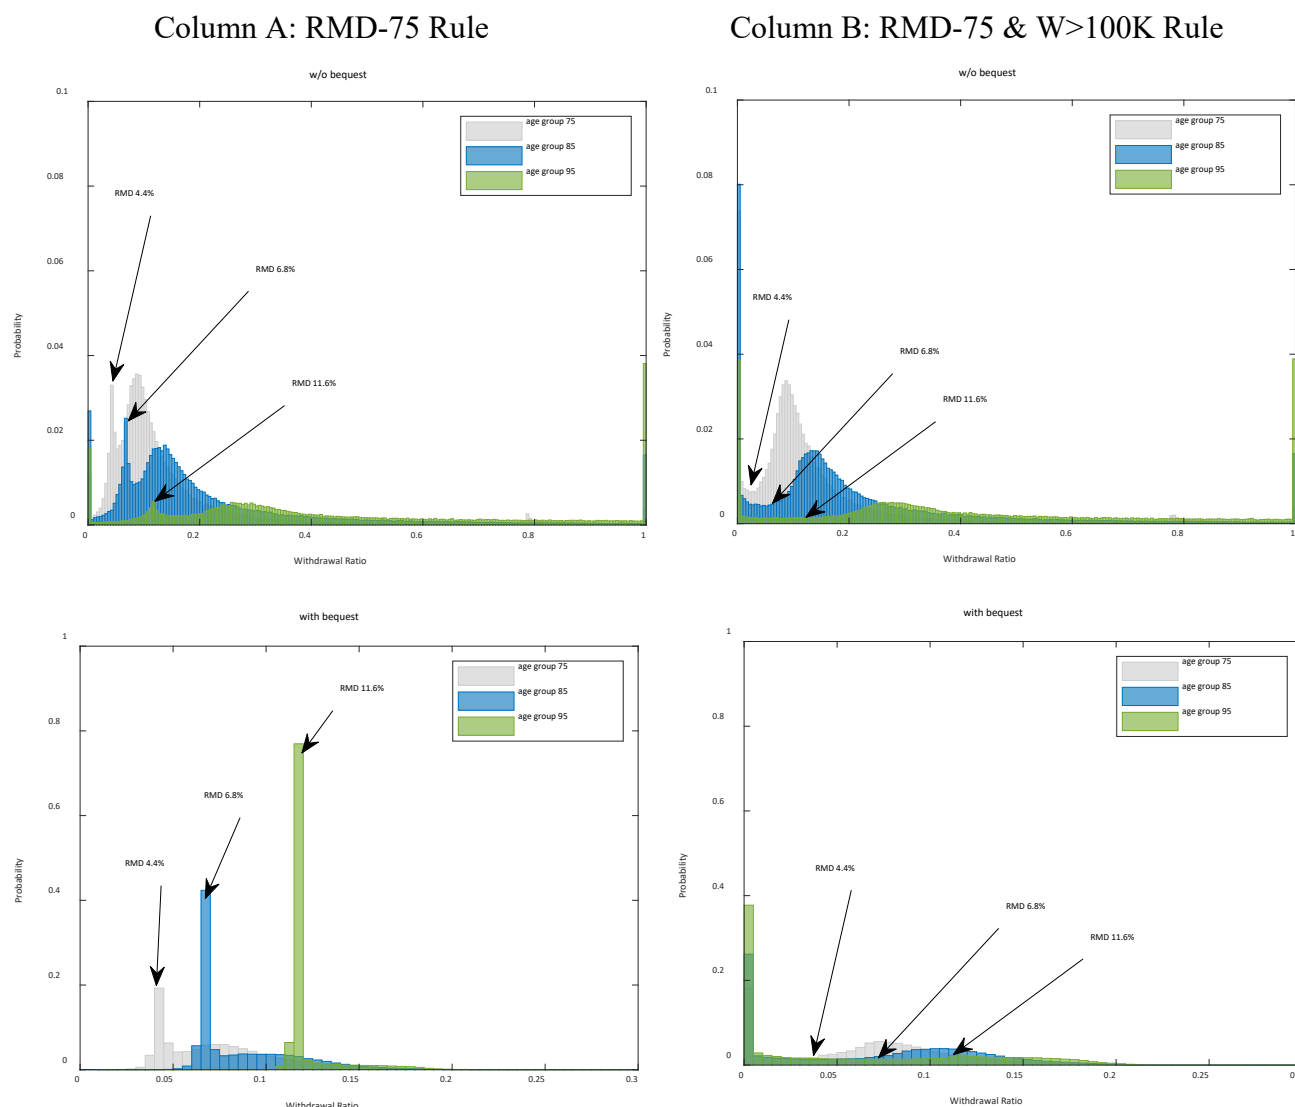 Column A: RMD-75 Rule
Column B: RMD-75 & W>100K Rule
w/o bequest
0.1
0.08
0.06
0.04
0.02
0
Probability
age group 75
age group 85
age group 95
RMD 4.4%
RMD 6.8%
RMD 11.6%
0
0.2
0.4
0.6
0.8
1
Withdrawal Ratio
w/o bequest
0.1
0.08
0.06
0.04
0.02
0
Probability
age group 75
age group 85
age group 95
RMD 4.4%
RMD 6.8%
RMD 11.6%
0
0.2
0.4
0.6
0.8
1
Withdrawal Ratio
with bequest
1
0.8
0.6
0.4
0.2
0
Probability
age group 75
age group 85
age group 95
RMD 11.6%
RMD 6.8%
RMD 4.4%
0
0.05
0.1
0.15
0.2
0.25
0.3
Withdrawal Ratio
with bequest
1
0.8
0.6
0.4
0.2
0
Probability
age group 75
age group 85
age group 95
RMD 4.4%
RMD 6.8%
RMD 11.6%
0
0.05
0.1
0.15
0.2
0.25
Withdrawal Ratio